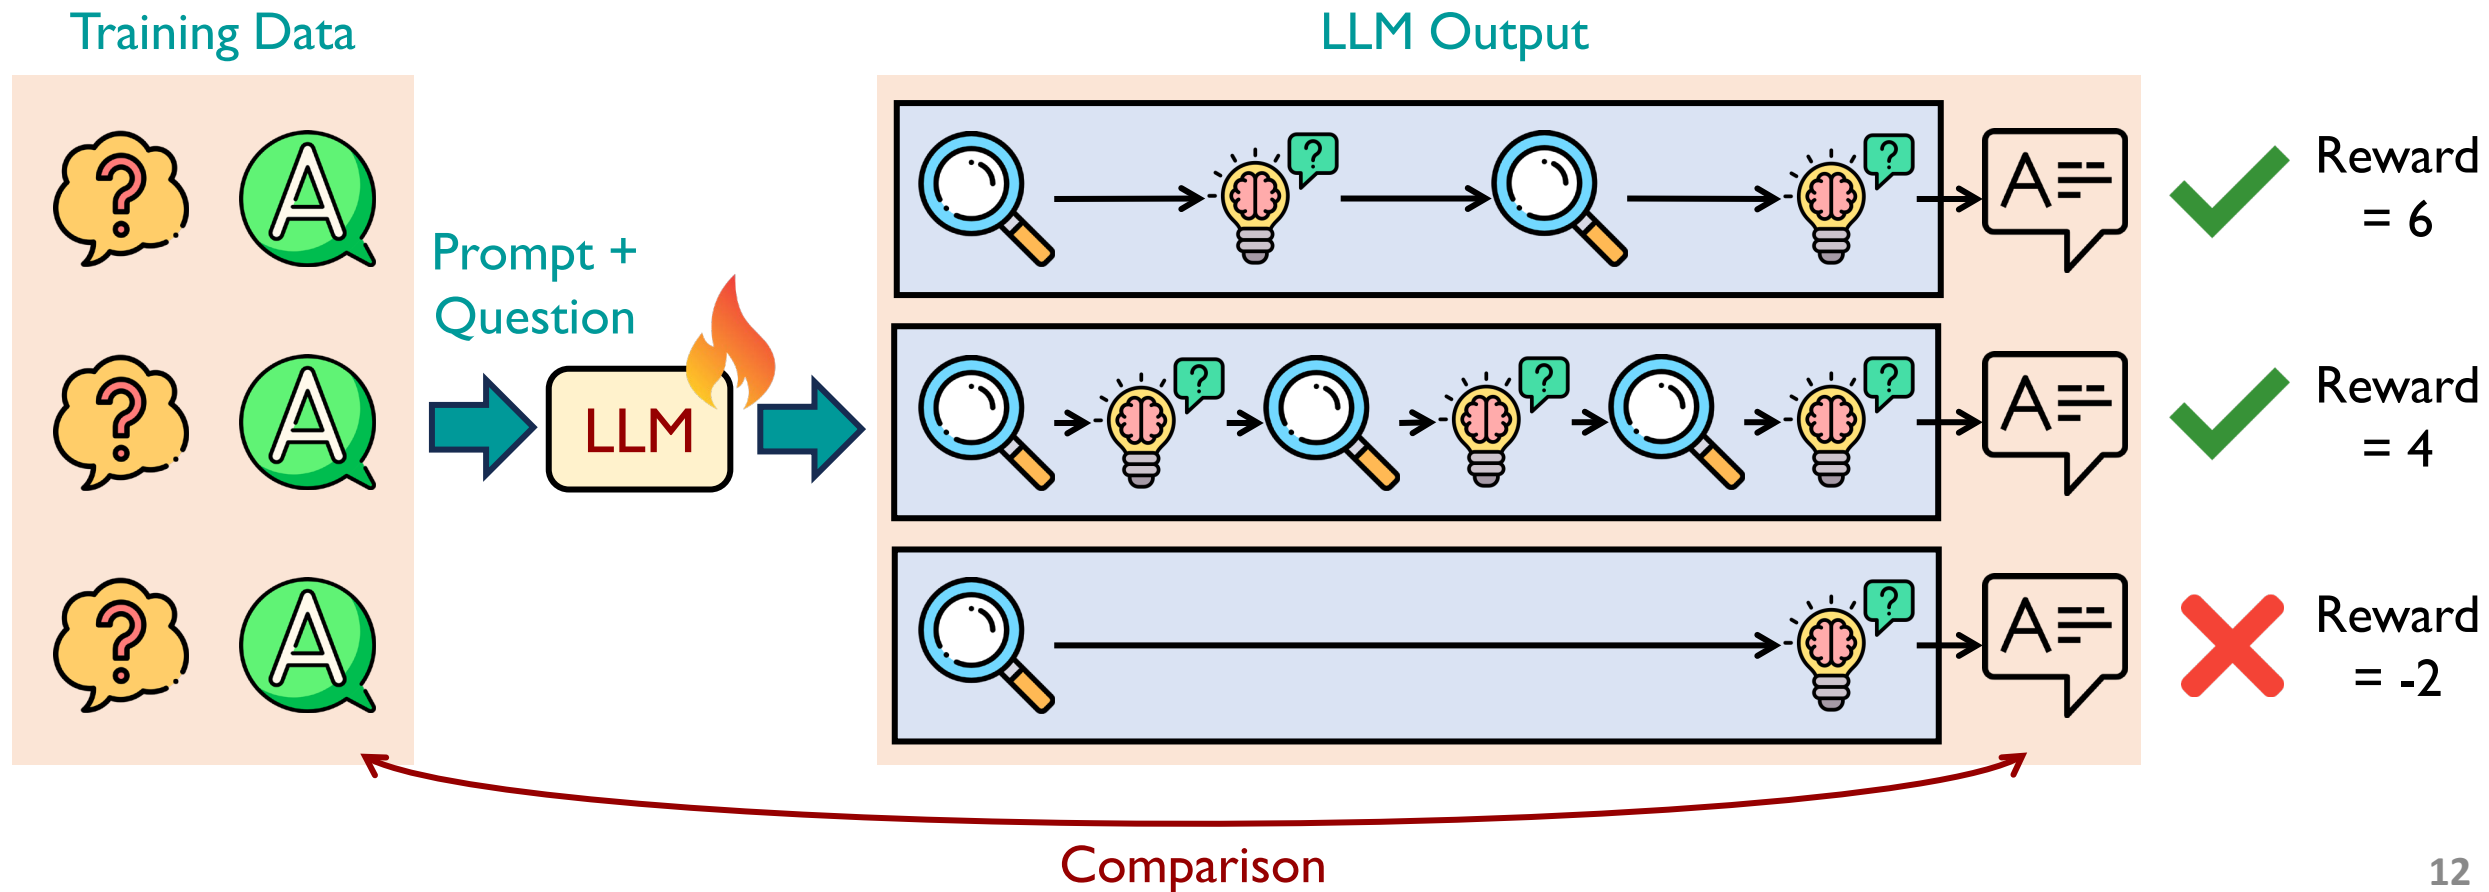 Training Data
LLM Output
Prompt +
Question
LLM
?
A
?
A
?
A
?
?
A
Reward
= 6
?
?
?
A
Reward
= 4
?
A
Reward
= -2
Comparison
12